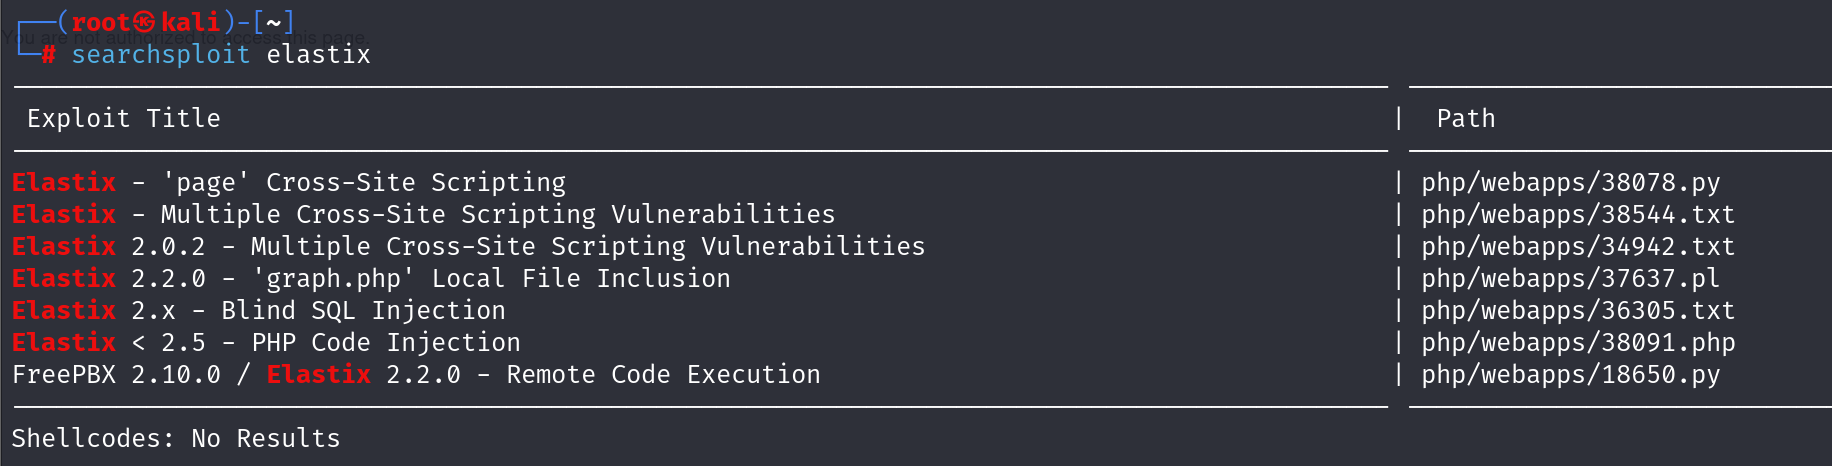 (root㉿kali)-[~]
You are not authorized to access this page.
# searchsploit elastix
Exploit Title | Path
Elastix - 'page' Cross-Site Scripting | php/webapps/38078.py
Elastix - Multiple Cross-Site Scripting Vulnerabilities | php/webapps/38544.txt
Elastix 2.0.2 - Multiple Cross-Site Scripting Vulnerabilities | php/webapps/34942.txt
Elastix 2.2.0 - 'graph.php' Local File Inclusion | php/webapps/37637.pl
Elastix 2.x - Blind SQL Injection | php/webapps/36305.txt
Elastix < 2.5 - PHP Code Injection | php/webapps/38091.php
FreePBX 2.10.0 / Elastix 2.2.0 - Remote Code Execution | php/webapps/18650.py
Shellcodes: No Results